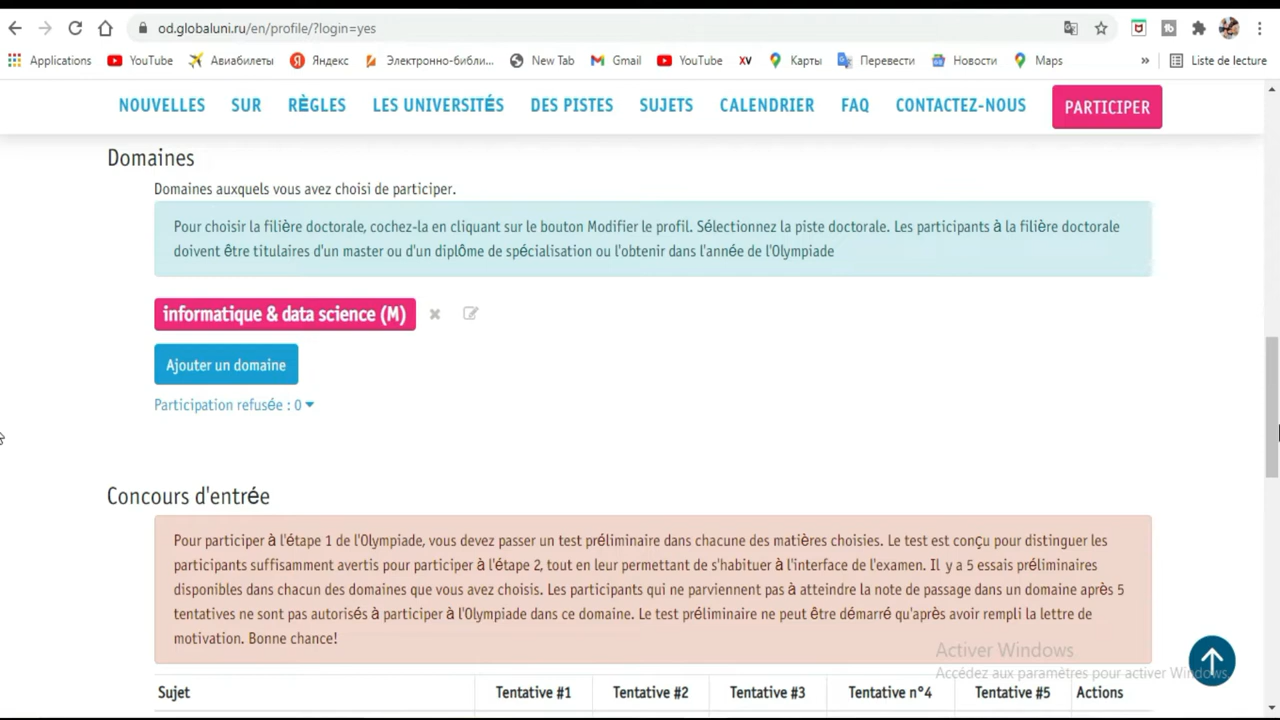 od.globaluni.ru/en/profile/?login=yes
Applications YouTube Авиабилеты Яндекс Электронно-библи... New Tab Gmail YouTube XV Карты Перевести Новости Maps » Liste de lecture
NOUVELLES SUR RÈGLES LES UNIVERSITÉS DES PISTES SUJETS CALENDRIER FAQ CONTACTEZ-NOUS PARTICIPER
Domaines
Domaines auxquels vous avez choisi de participer.
Pour choisir la filière doctorale, cochez-la en cliquant sur le bouton Modifier le profil. Sélectionnez la piste doctorale. Les participants à la filière doctorale
doivent être titulaires d'un master ou d'un diplôme de spécialisation ou l'obtenir dans l'année de l'Olympiade
informatique & data science (M)
Ajouter un domaine
Participation refusée : 0
Concours d'entrée
Pour participer à l'étape 1 de l'Olympiade, vous devez passer un test préliminaire dans chacune des matières choisies. Le test est conçu pour distinguer les
participants suffisamment avertis pour participer à l'étape 2, tout en leur permettant de s'habituer à l'interface de l'examen. Il y a 5 essais préliminaires
disponibles dans chacun des domaines que vous avez choisis. Les participants qui ne parviennent pas à atteindre la note de passage dans un domaine après 5
tentatives ne sont pas autorisés à participer à l'Olympiade dans ce domaine. Le test préliminaire ne peut être démarré qu'après avoir rempli la lettre de
motivation. Bonne chance!
Activer Windows
Accédez aux paramètres pour activer Windows.
Sujet Tentative #1 Tentative #2 Tentative #3 Tentative n°4 Tentative #5 Actions